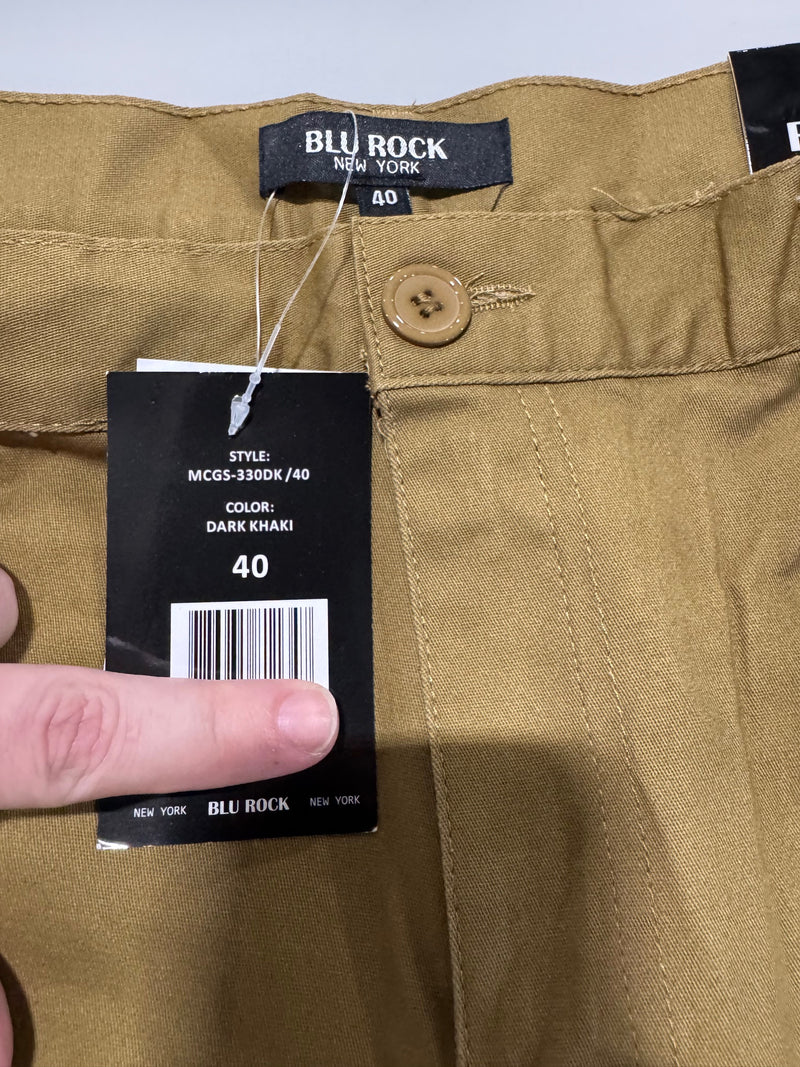 BLU ROCK
NEW YORK
40
STYLE:
MCGS-330DK /40
COLOR:
DARK KHAKI
40
NEW YORK BLU ROCK NEW YORK